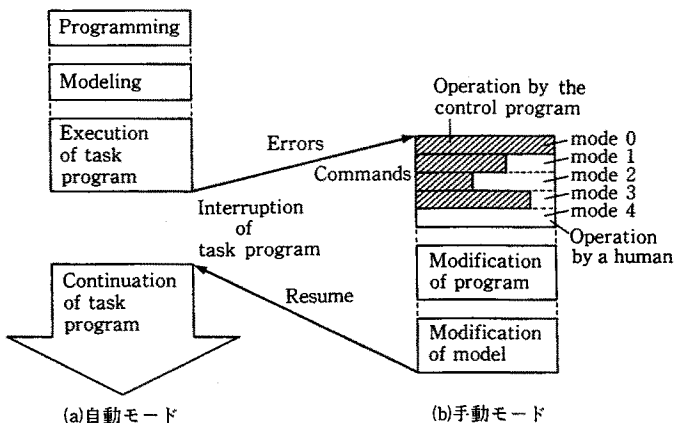 Programming
Modeling
Execution
of task
program
Errors
Commands
Interruption
of
task program
Continuation
of task
program
Resume
Operation by the
control program
mode 0
mode 1
mode 2
mode 3
mode 4
Operation
by a human
Modification
of program
Modification
of model
(a)自動モード
(b)手動モード